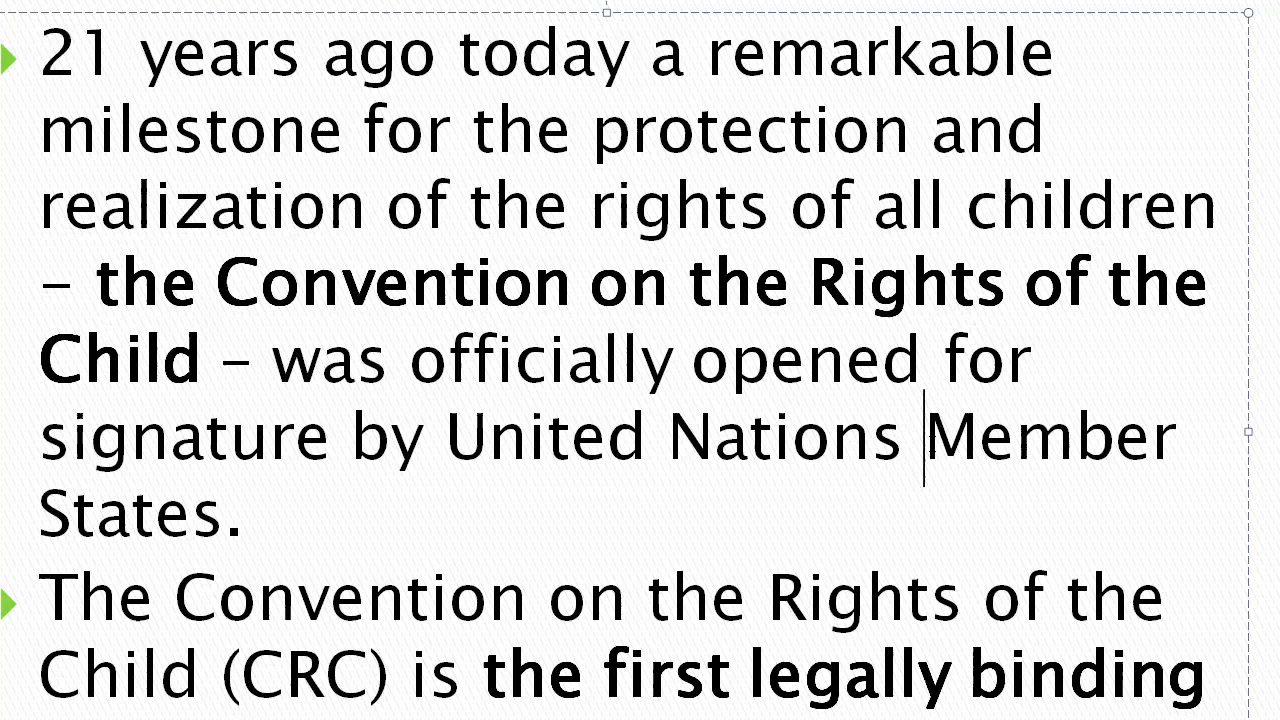 21 years ago today a remarkable
milestone for the protection and
realization of the rights of all children
– the Convention on the Rights of the
Child – was officially opened for
signature by United Nations Member
States.
The Convention on the Rights of the
Child (CRC) is the first legally binding